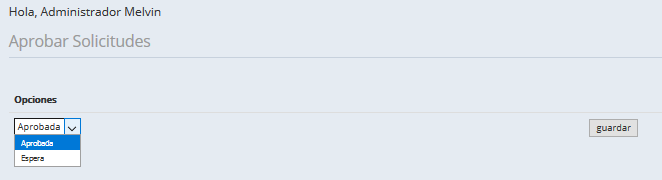 Hola, Administrador Melvin
Aprobar Solicitudes
Opciones
Aprobada
guardar
Aprobada
Espera